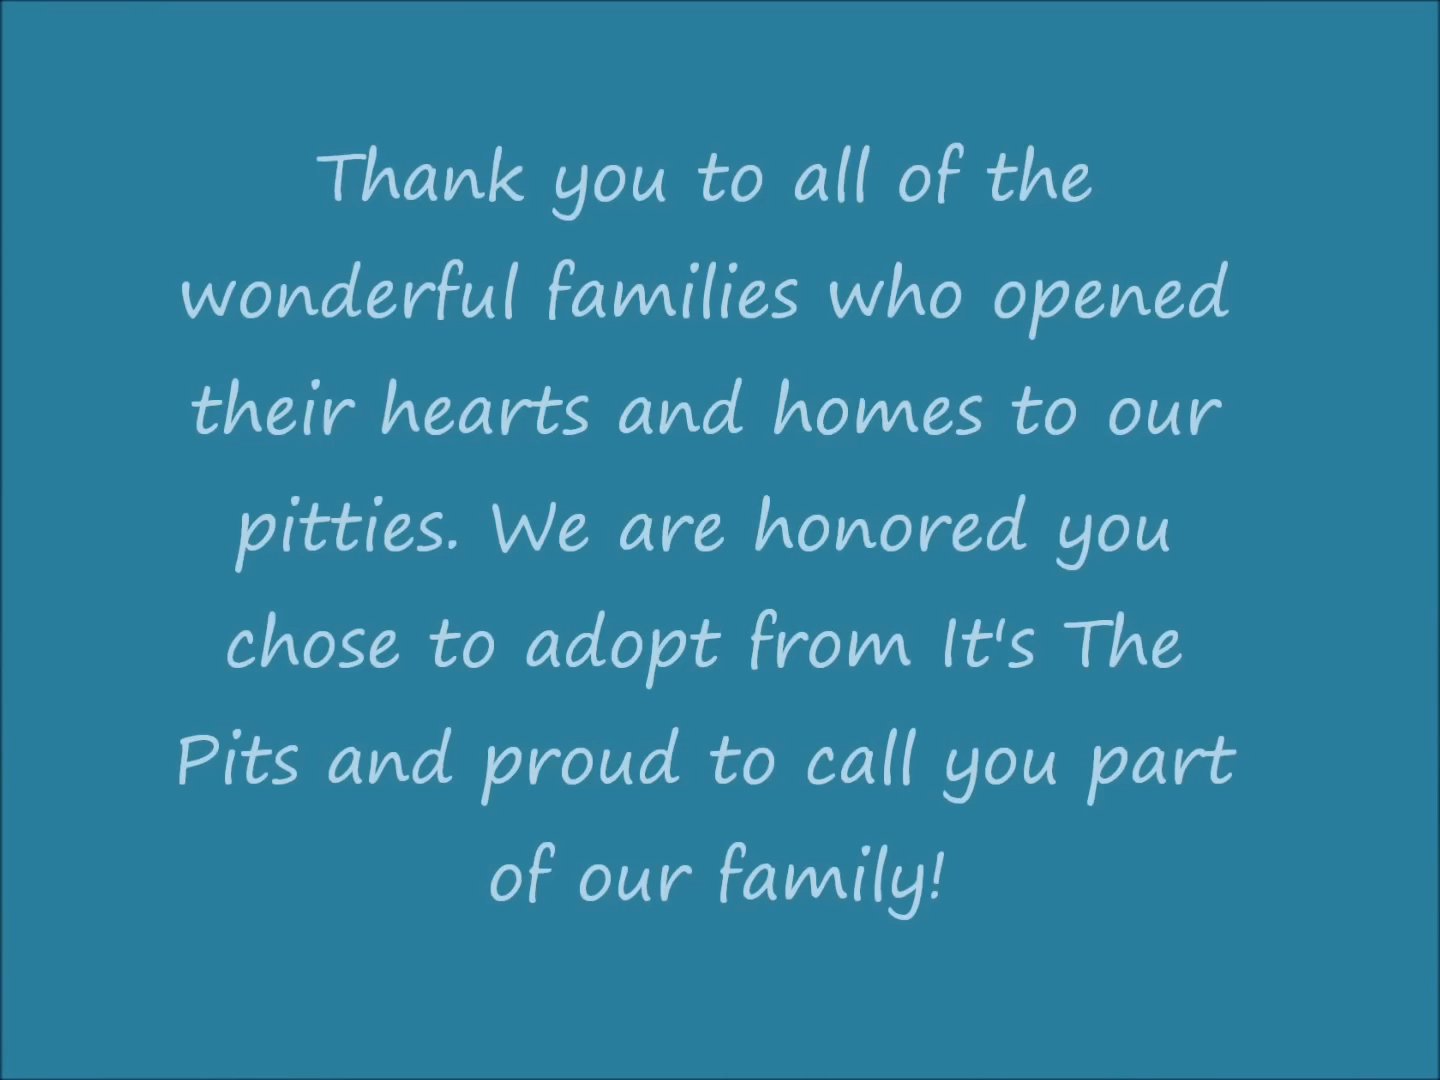 Thank you to all of the
wonderful families who opened
their hearts and homes to our
pitties. We are honored you
chose to adopt from It's The
Pits and proud to call you part
of our family!